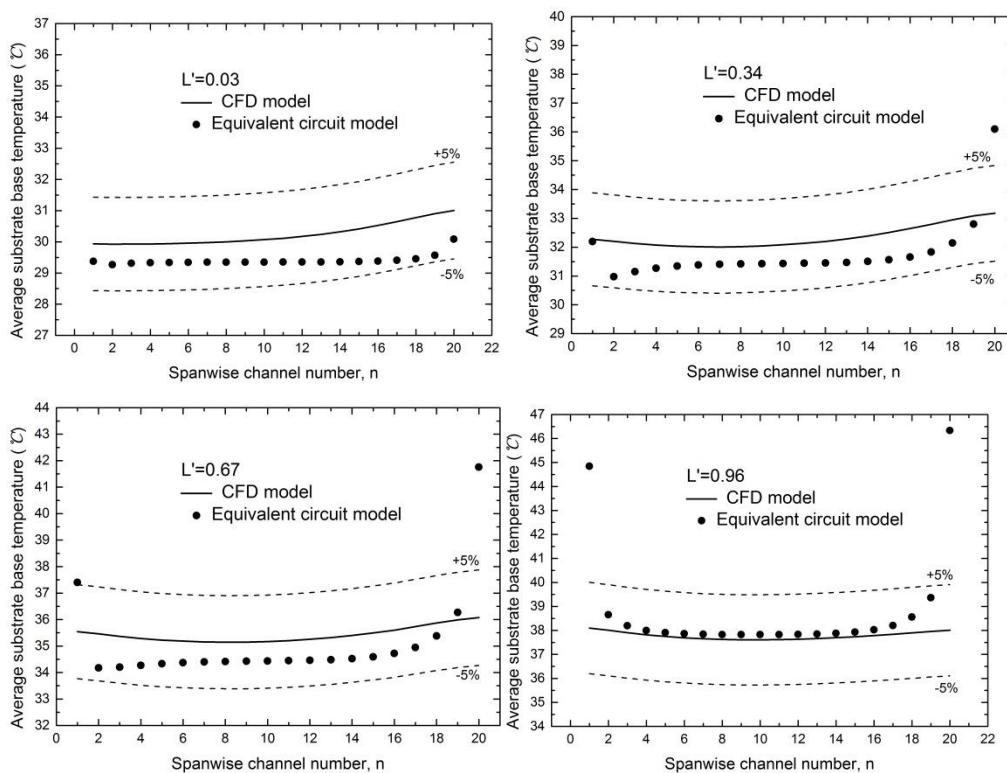 Average substrate base temperature (℃)
37
36
35
34
33
32
31
30
29
28
27
L'=0.03
CFD model
Equivalent circuit model
+5%
-5%
0 2 4 6 8 10 12 14 16 18 20 22
Spanwise channel number, n
Average substrate base temperature (℃)
40
39
38
37
36
35
34
33
32
31
30
29
L'=0.34
CFD model
Equivalent circuit model
+5%
-5%
0 2 4 6 8 10 12 14 16 18 20
Spanwise channel number, n
Average substrate base temperature (℃)
44
43
42
41
40
39
38
37
36
35
34
33
32
L'=0.67
CFD model
Equivalent circuit model
+5%
-5%
0 2 4 6 8 10 12 14 16 18 20
Spanwise channel number, n
Average substrate base temperature (℃)
47
46
45
44
43
42
41
40
39
38
37
36
35
34
L'=0.96
CFD model
Equivalent circuit model
+5%
-5%
0 2 4 6 8 10 12 14 16 18 20 22
Spanwise channel number, n